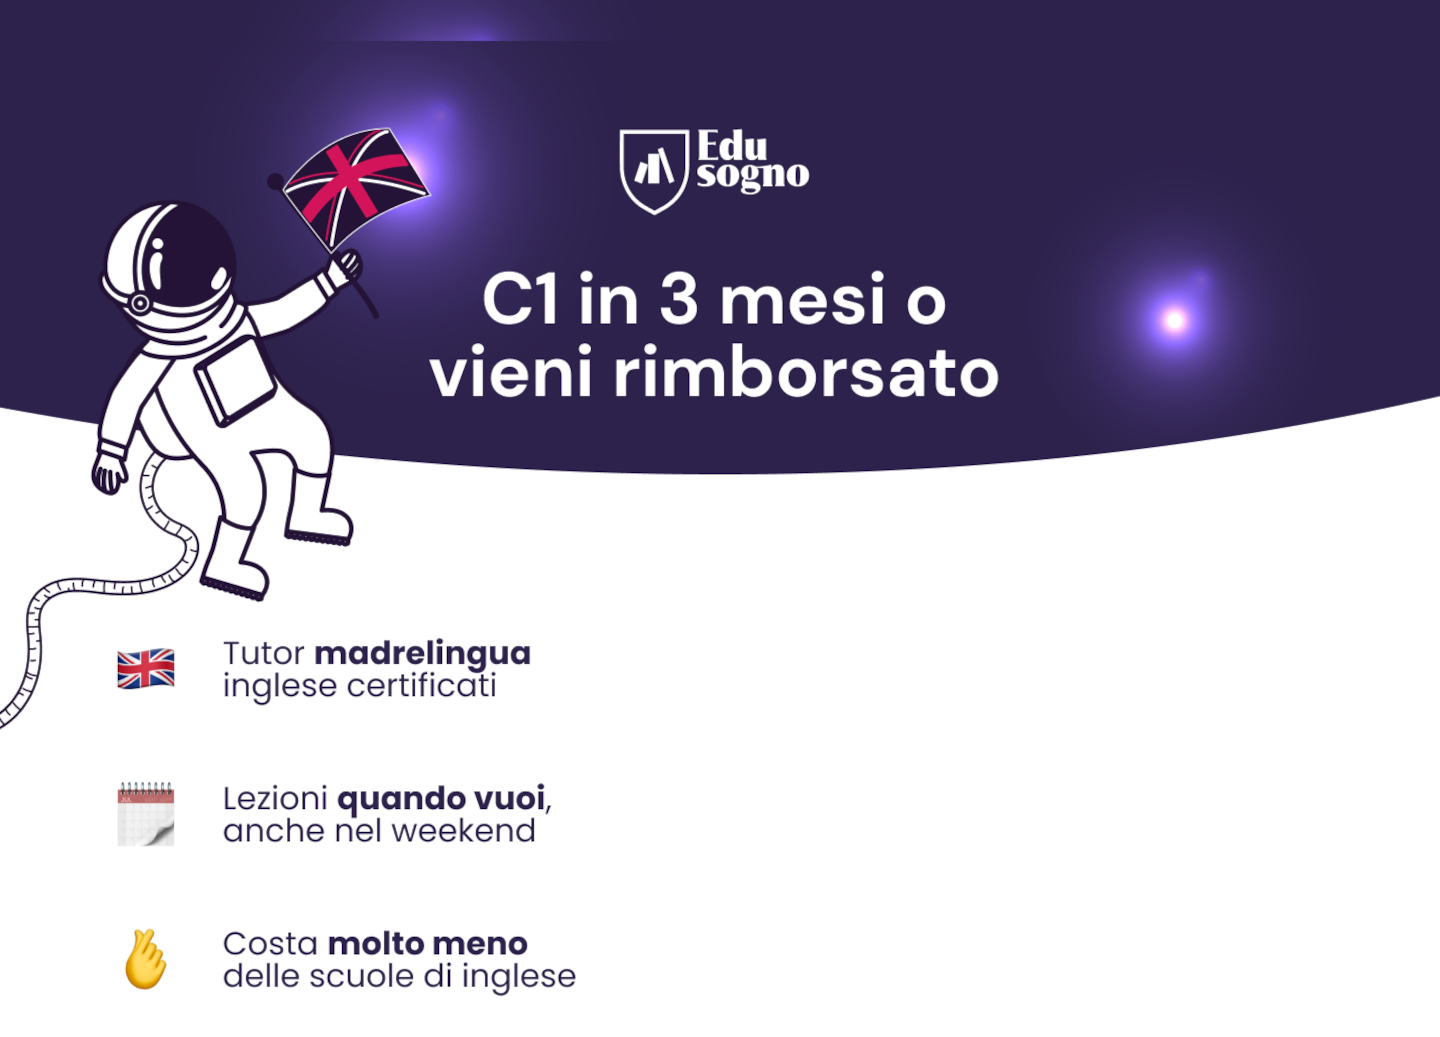 Edu
sogno
C1 in 3 mesi o
vieni rimborsato
Tutor madrelingua
inglese certificati
Lezioni quando vuoi,
anche nel weekend
Costa molto meno
delle scuole di inglese